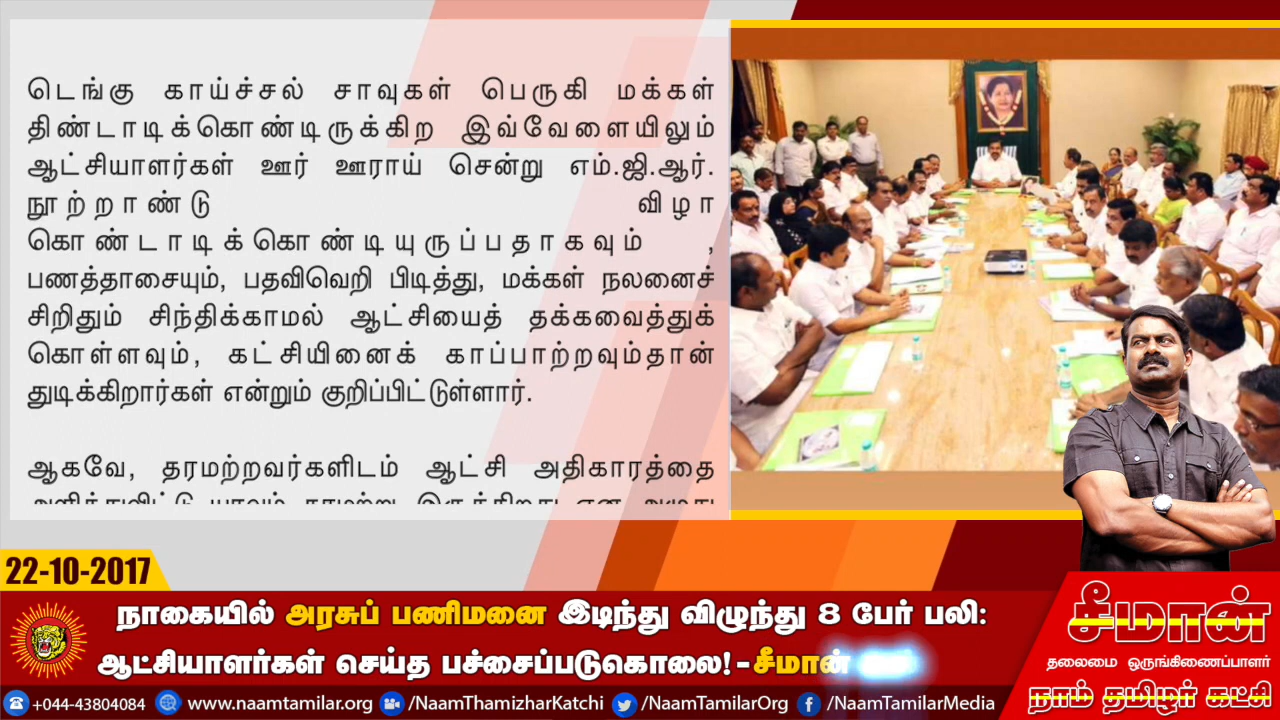 டெங்கு காய்ச்சல் சாவுகள் பெருகி மக்கள்
திண்டாடிக்கொண்டிருக்கிற இவ்வேளையிலும்
ஆட்சியாளர்கள் ஊர் ஊராய் சென்று எம்.ஜி.ஆர்.
நூற்றாண்டு விழா
கொண்டாடிக்கொண்டியுருப்பதாகவும் ,
பணத்தாசையும், பதவிவெறி பிடித்து, மக்கள் நலனைச்
சிறிதும் சிந்திக்காமல் ஆட்சியைத் தக்கவைத்துக்
கொள்ளவும், கட்சியினைக் காப்பாற்றவும்தான்
துடிக்கிறார்கள் என்றும் குறிப்பிட்டுள்ளார்.
ஆகவே, தரமற்றவர்களிடம் ஆட்சி அதிகாரத்தை
22-10-2017
நாகையில் அரசுப் பணிமனை இடிந்து விழுந்து 8 பேர் பலி:
ஆட்சியாளர்கள் செய்த பச்சைப்படுகொலை! - சீமான்
சீமான்
தலைமை ஒருங்கிணைப்பாளர்
நாம் தமிழர் கட்சி
+044-43804084 www.naamtamilar.org /NaamThamizharKatchi /NaamTamilarOrg /NaamTamilarMedia